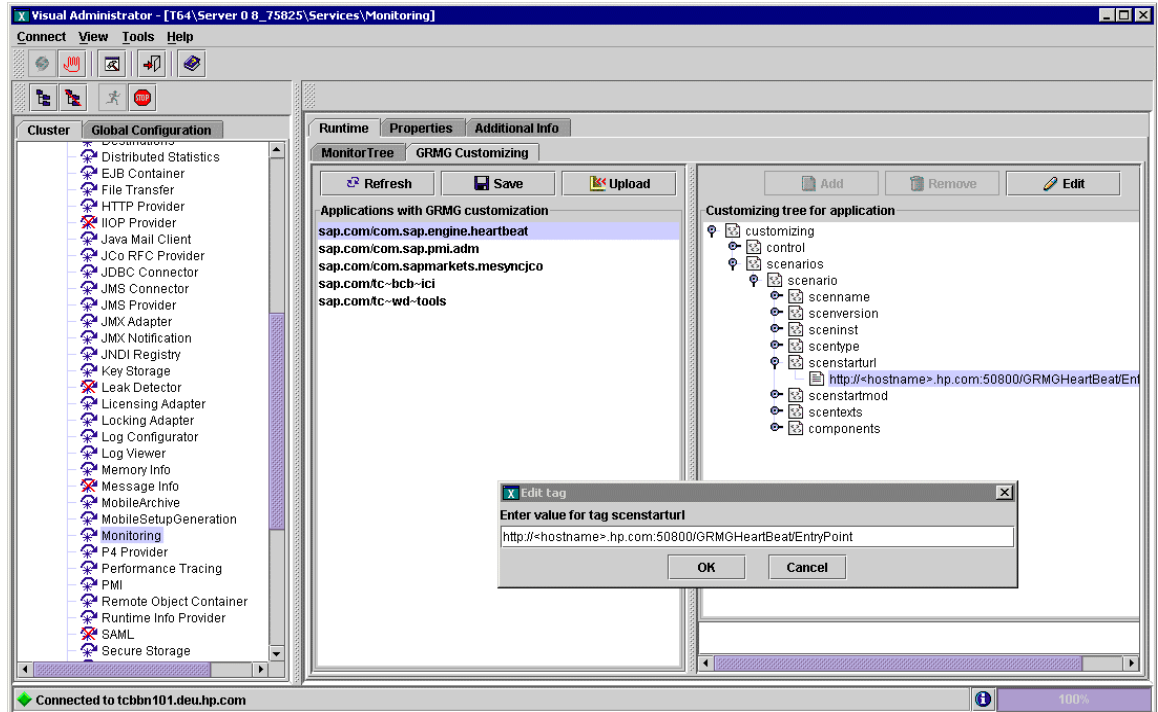 Visual Administrator - [T64\Server 0 8_75825\Services\Monitoring]
Connect View Tools Help
STOP
Cluster Global Configuration
Destinations
Distributed Statistics
EJB Container
File Transfer
HTTP Provider
IIOP Provider
Java Mail Client
JCo RFC Provider
JDBC Connector
JMS Connector
JMS Provider
JMX Adapter
JMX Notification
JNDI Registry
Key Storage
Leak Detector
Licensing Adapter
Locking Adapter
Log Configurator
Log Viewer
Memory Info
Message Info
MobileArchive
MobileSetupGeneration
Monitoring
P4 Provider
Performance Tracing
PMI
Remote Object Container
Runtime Info Provider
SAML
Secure Storage
Runtime Properties Additional Info
MonitorTree GRMG Customizing
Refresh Save Upload
Applications with GRMG customization
sap.com/com.sap.engine.heartbeat
sap.com/com.sap.pmi.adm
sap.com/com.sapmarkets.mesyncjco
sap.com/tc~bcb~ici
sap.com/tc~wd~tools
Add Remove Edit
Customizing tree for application
customizing
control
scenarios
scenario
scenname
scenversion
sceninst
scentype
scenstarturl
http://<hostname>.hp.com:50800/GRMGHeartBeat/Ent
scenstartmod
scentexts
components
Edit tag
Enter value for tag scenstarturl
http://<hostname>.hp.com:50800/GRMGHeartBeat/EntryPoint
OK Cancel
Connected to tcbbn101.deu.hp.com
100%